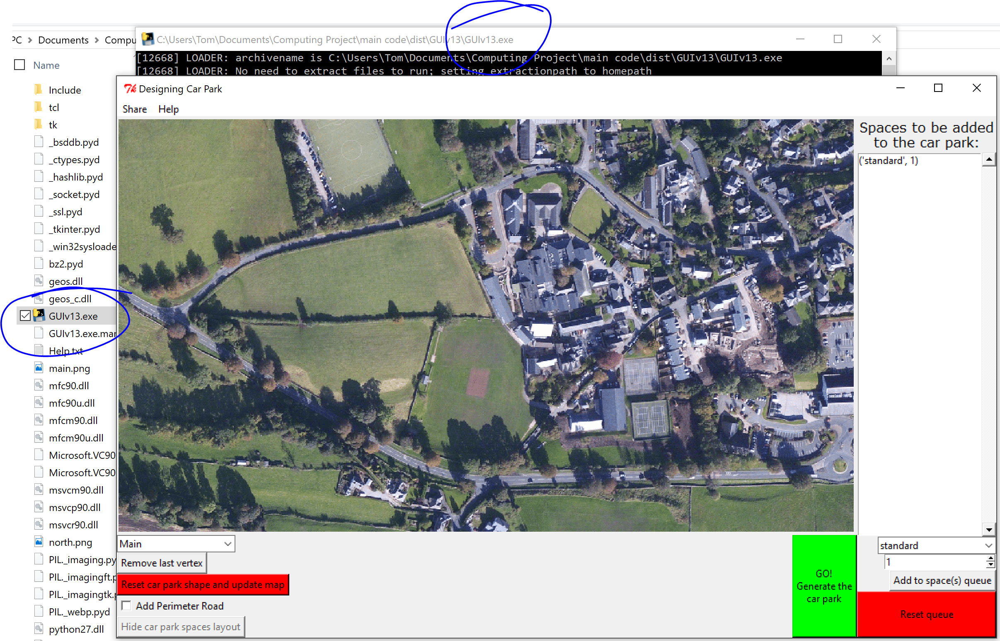 PC > Documents > Compu
C:\Users\Tom\Documents\Computing Project\main code\dist\GUIv13\GUIv13.exe
[12668] LOADER: archivename is C:\Users\Tom\Documents\Computing Project\main code\dist\GUIv13\GUIv13.exe
[12668] LOADER: No need to extract files to run; setting extractionpath to homepath
Name
Include
tcl
tk
_bsddb.pyd
_ctypes.pyd
_hashlib.pyd
_socket.pyd
_ssl.pyd
_tkinter.pyd
_win32sysloade
bz2.pyd
geos.dll
geos_c.dll
GUIv13.exe
GUIv13.exe.mar
Help.txt
main.png
mfc90.dll
mfc90u.dll
mfcm90.dll
mfcm90u.dll
Microsoft.VC90
Microsoft.VC90
msvcm90.dll
msvcp90.dll
msvcr90.dll
north.png
PIL._imaging.py
PIL._imagingft.p
PIL._imagingtk.p
PIL._webp.pyd
python27.dll
Designing Car Park
Share Help
Spaces to be added
to the car park:
('standard', 1)
Main
Remove last vertex
Reset car park shape and update map
Add Perimeter Road
Hide car park spaces layout
GO!
Generate the
car park
standard
1
Add to space(s) queue
Reset queue